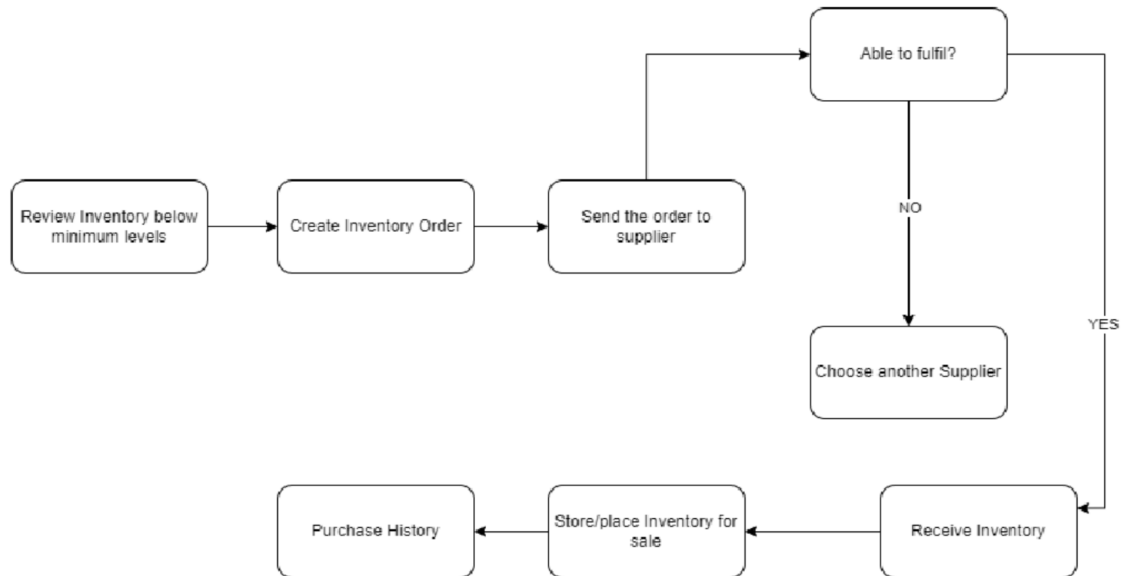 Able to fulfil?
Review Inventory below
minimum levels
Create Inventory Order
Send the order to
supplier
NO
YES
Choose another Supplier
Purchase History
Store/place Inventory for
sale
Receive Inventory